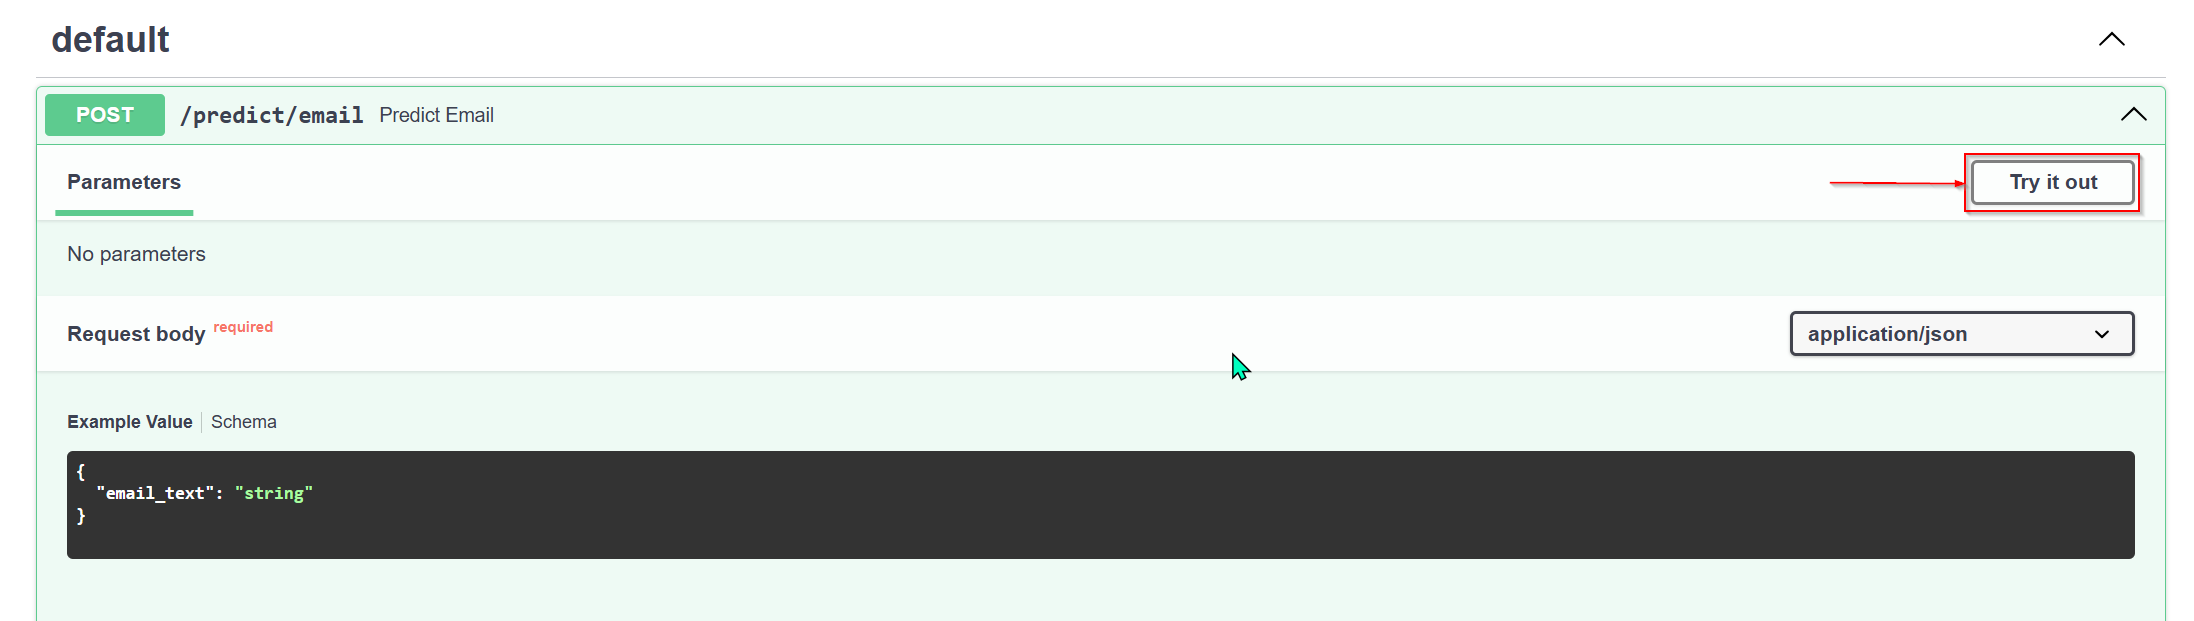 default
POST /predict/email Predict Email
Parameters
Try it out
No parameters
Request body required
application/json
Example Value Schema
{
"email_text": "string"
}